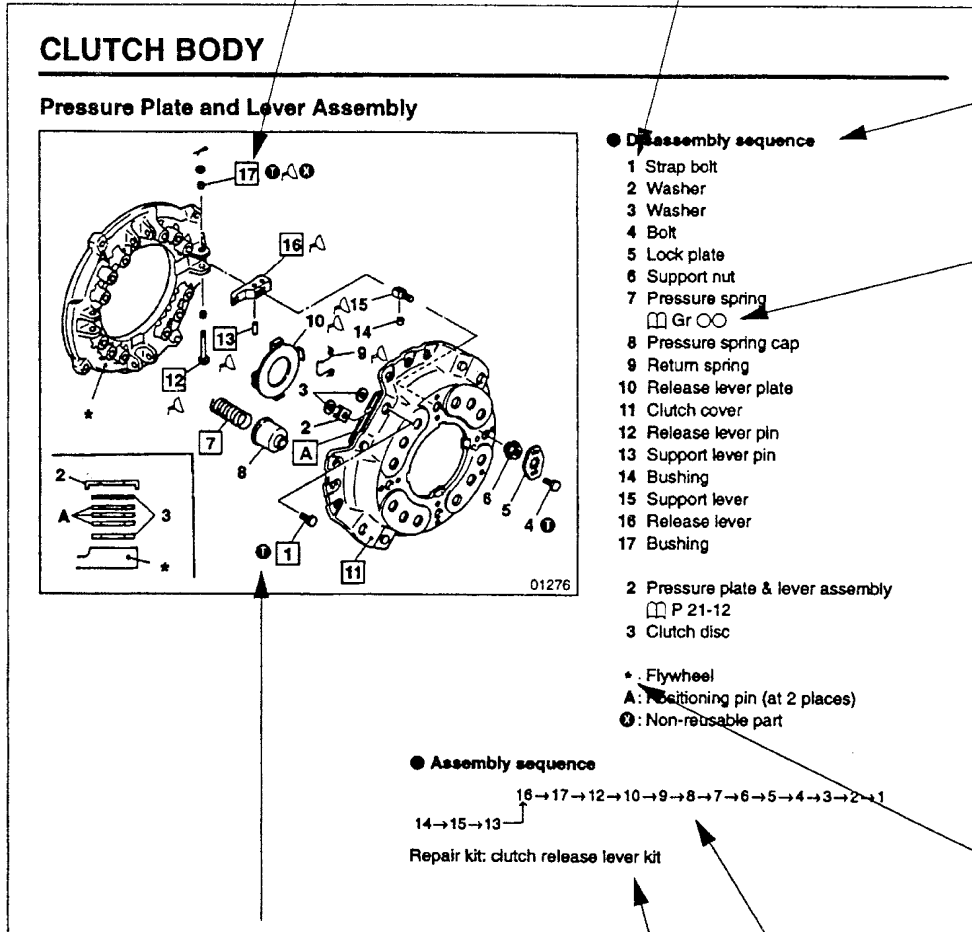 CLUTCH BODY
Pressure Plate and Lever Assembly
17 T X
16
15
10
14
13
9
12
3
*
2
7
A
8
6
5
4 T
T 1
11
2
A 3
*
01276
● Disassembly sequence
1 Strap bolt
2 Washer
3 Washer
4 Bolt
5 Lock plate
6 Support nut
7 Pressure spring
Gr ○○
8 Pressure spring cap
9 Return spring
10 Release lever plate
11 Clutch cover
12 Release lever pin
13 Support lever pin
14 Bushing
15 Support lever
16 Release lever
17 Bushing
2 Pressure plate & lever assembly
P 21-12
3 Clutch disc
* : Flywheel
A : Positioning pin (at 2 places)
X : Non-reusable part
● Assembly sequence
16→17→12→10→9→8→7→6→5→4→3→2→1
14→15→13
Repair kit: clutch release lever kit